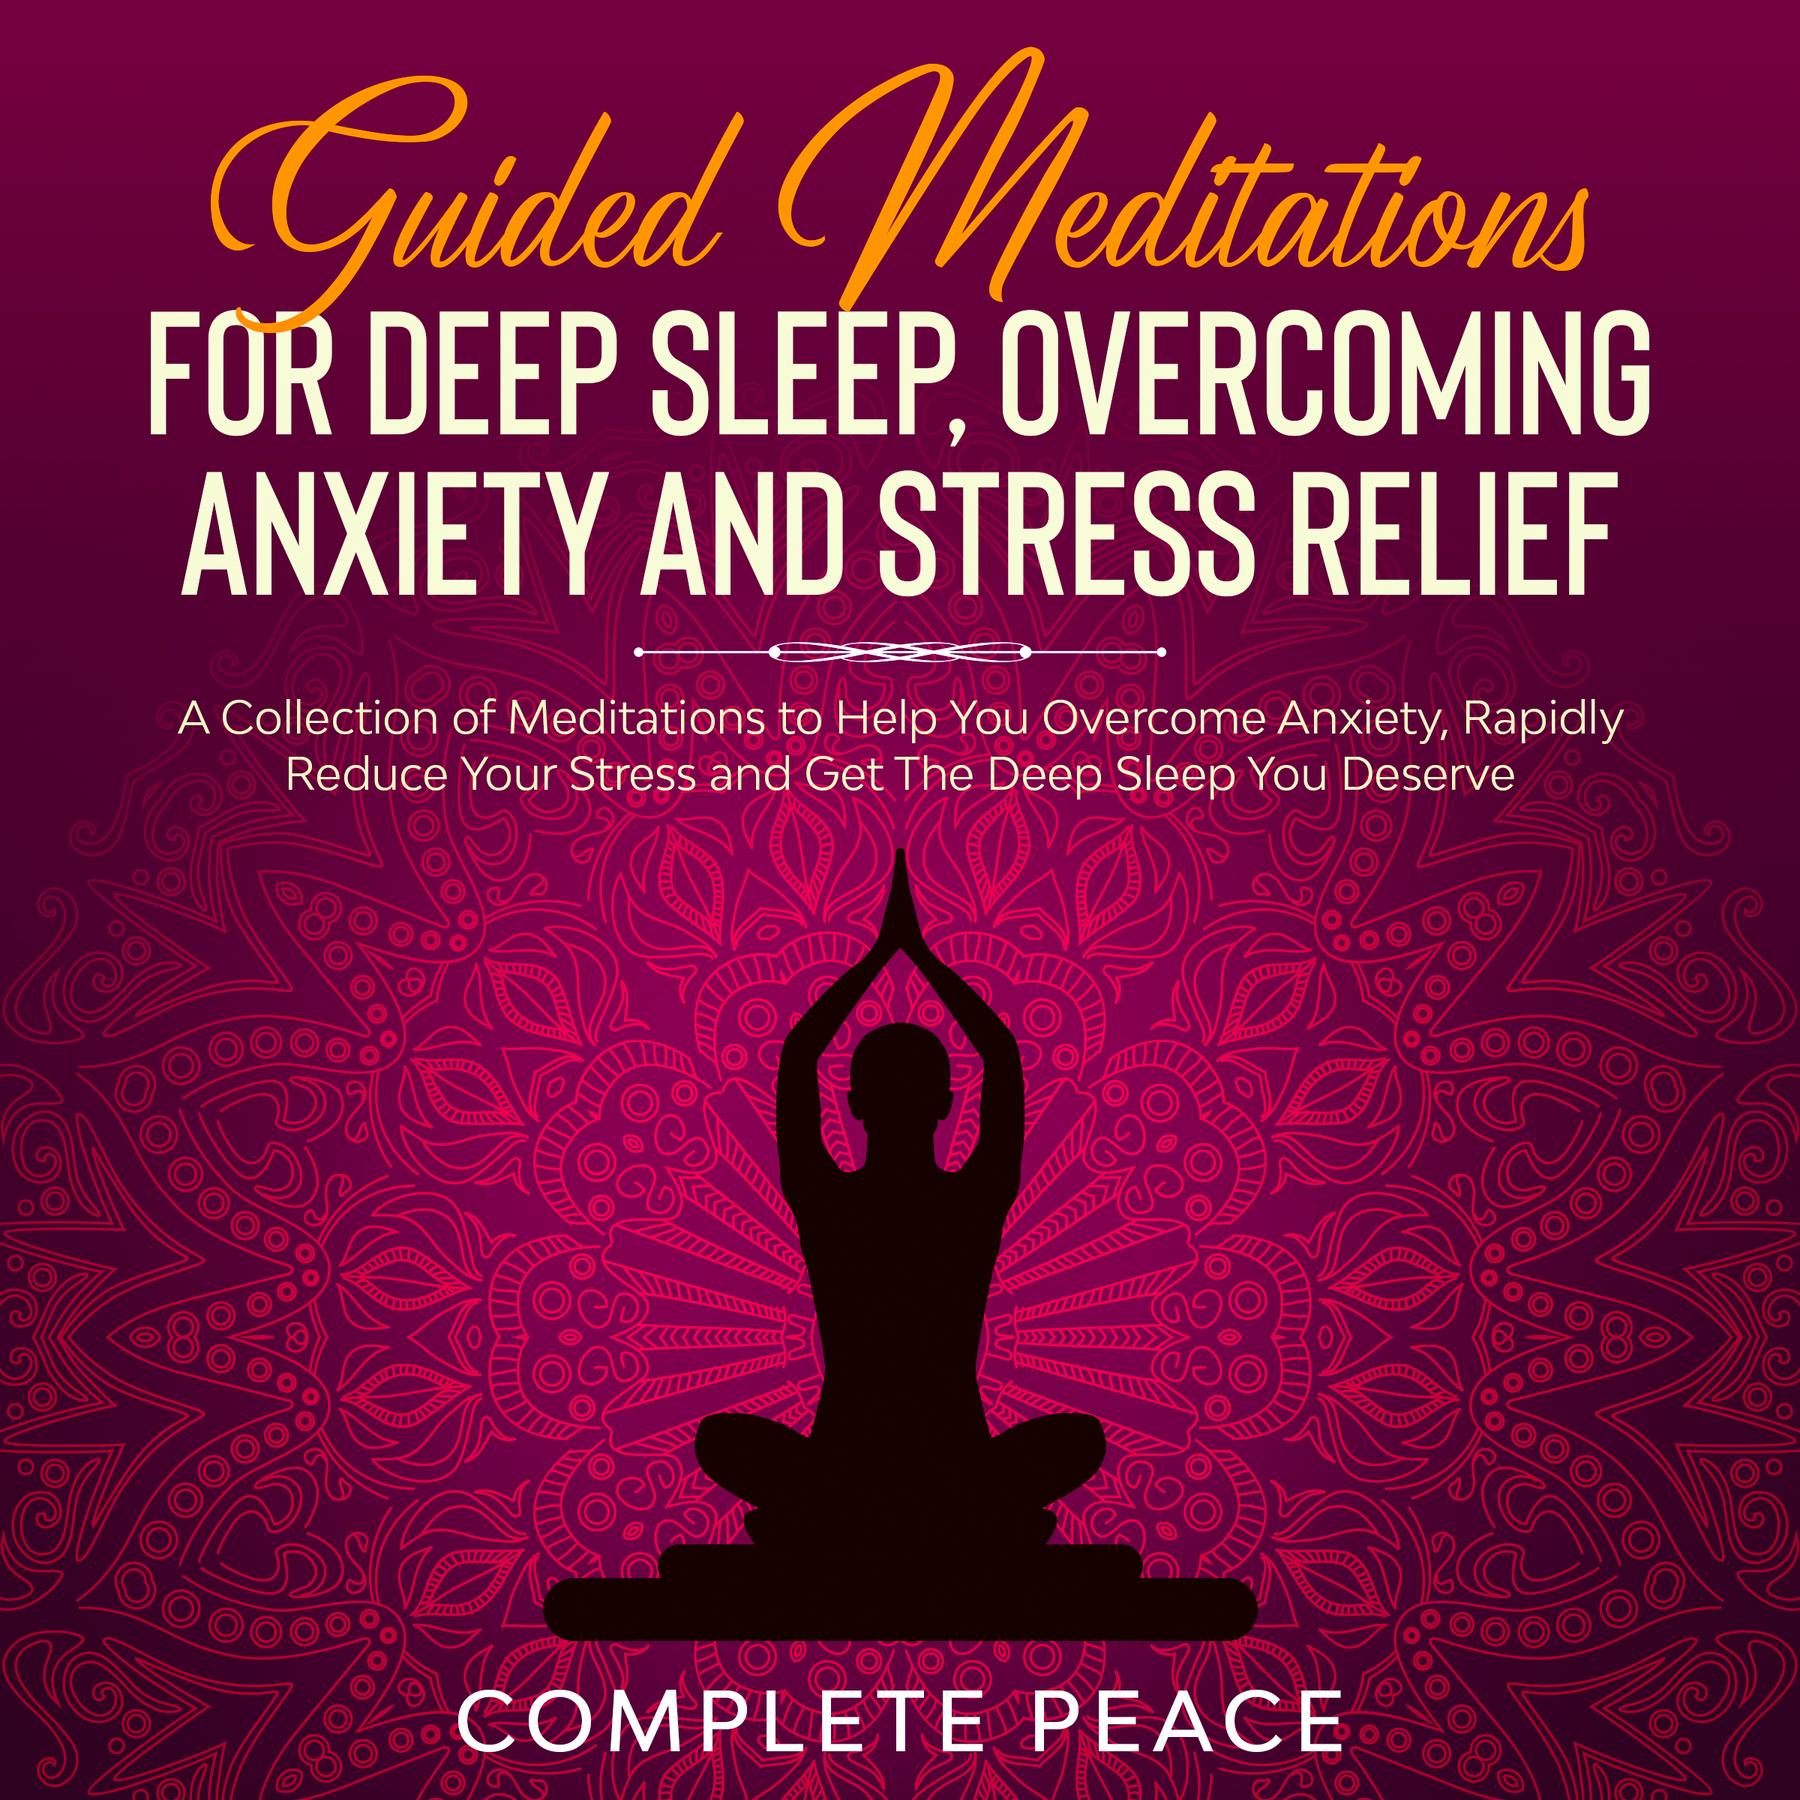 Guided Meditations
FOR DEEP SLEEP, OVERCOMING
ANXIETY AND STRESS RELIEF
A Collection of Meditations to Help You Overcome Anxiety, Rapidly
Reduce Your Stress and Get The Deep Sleep You Deserve
COMPLETE PEACE